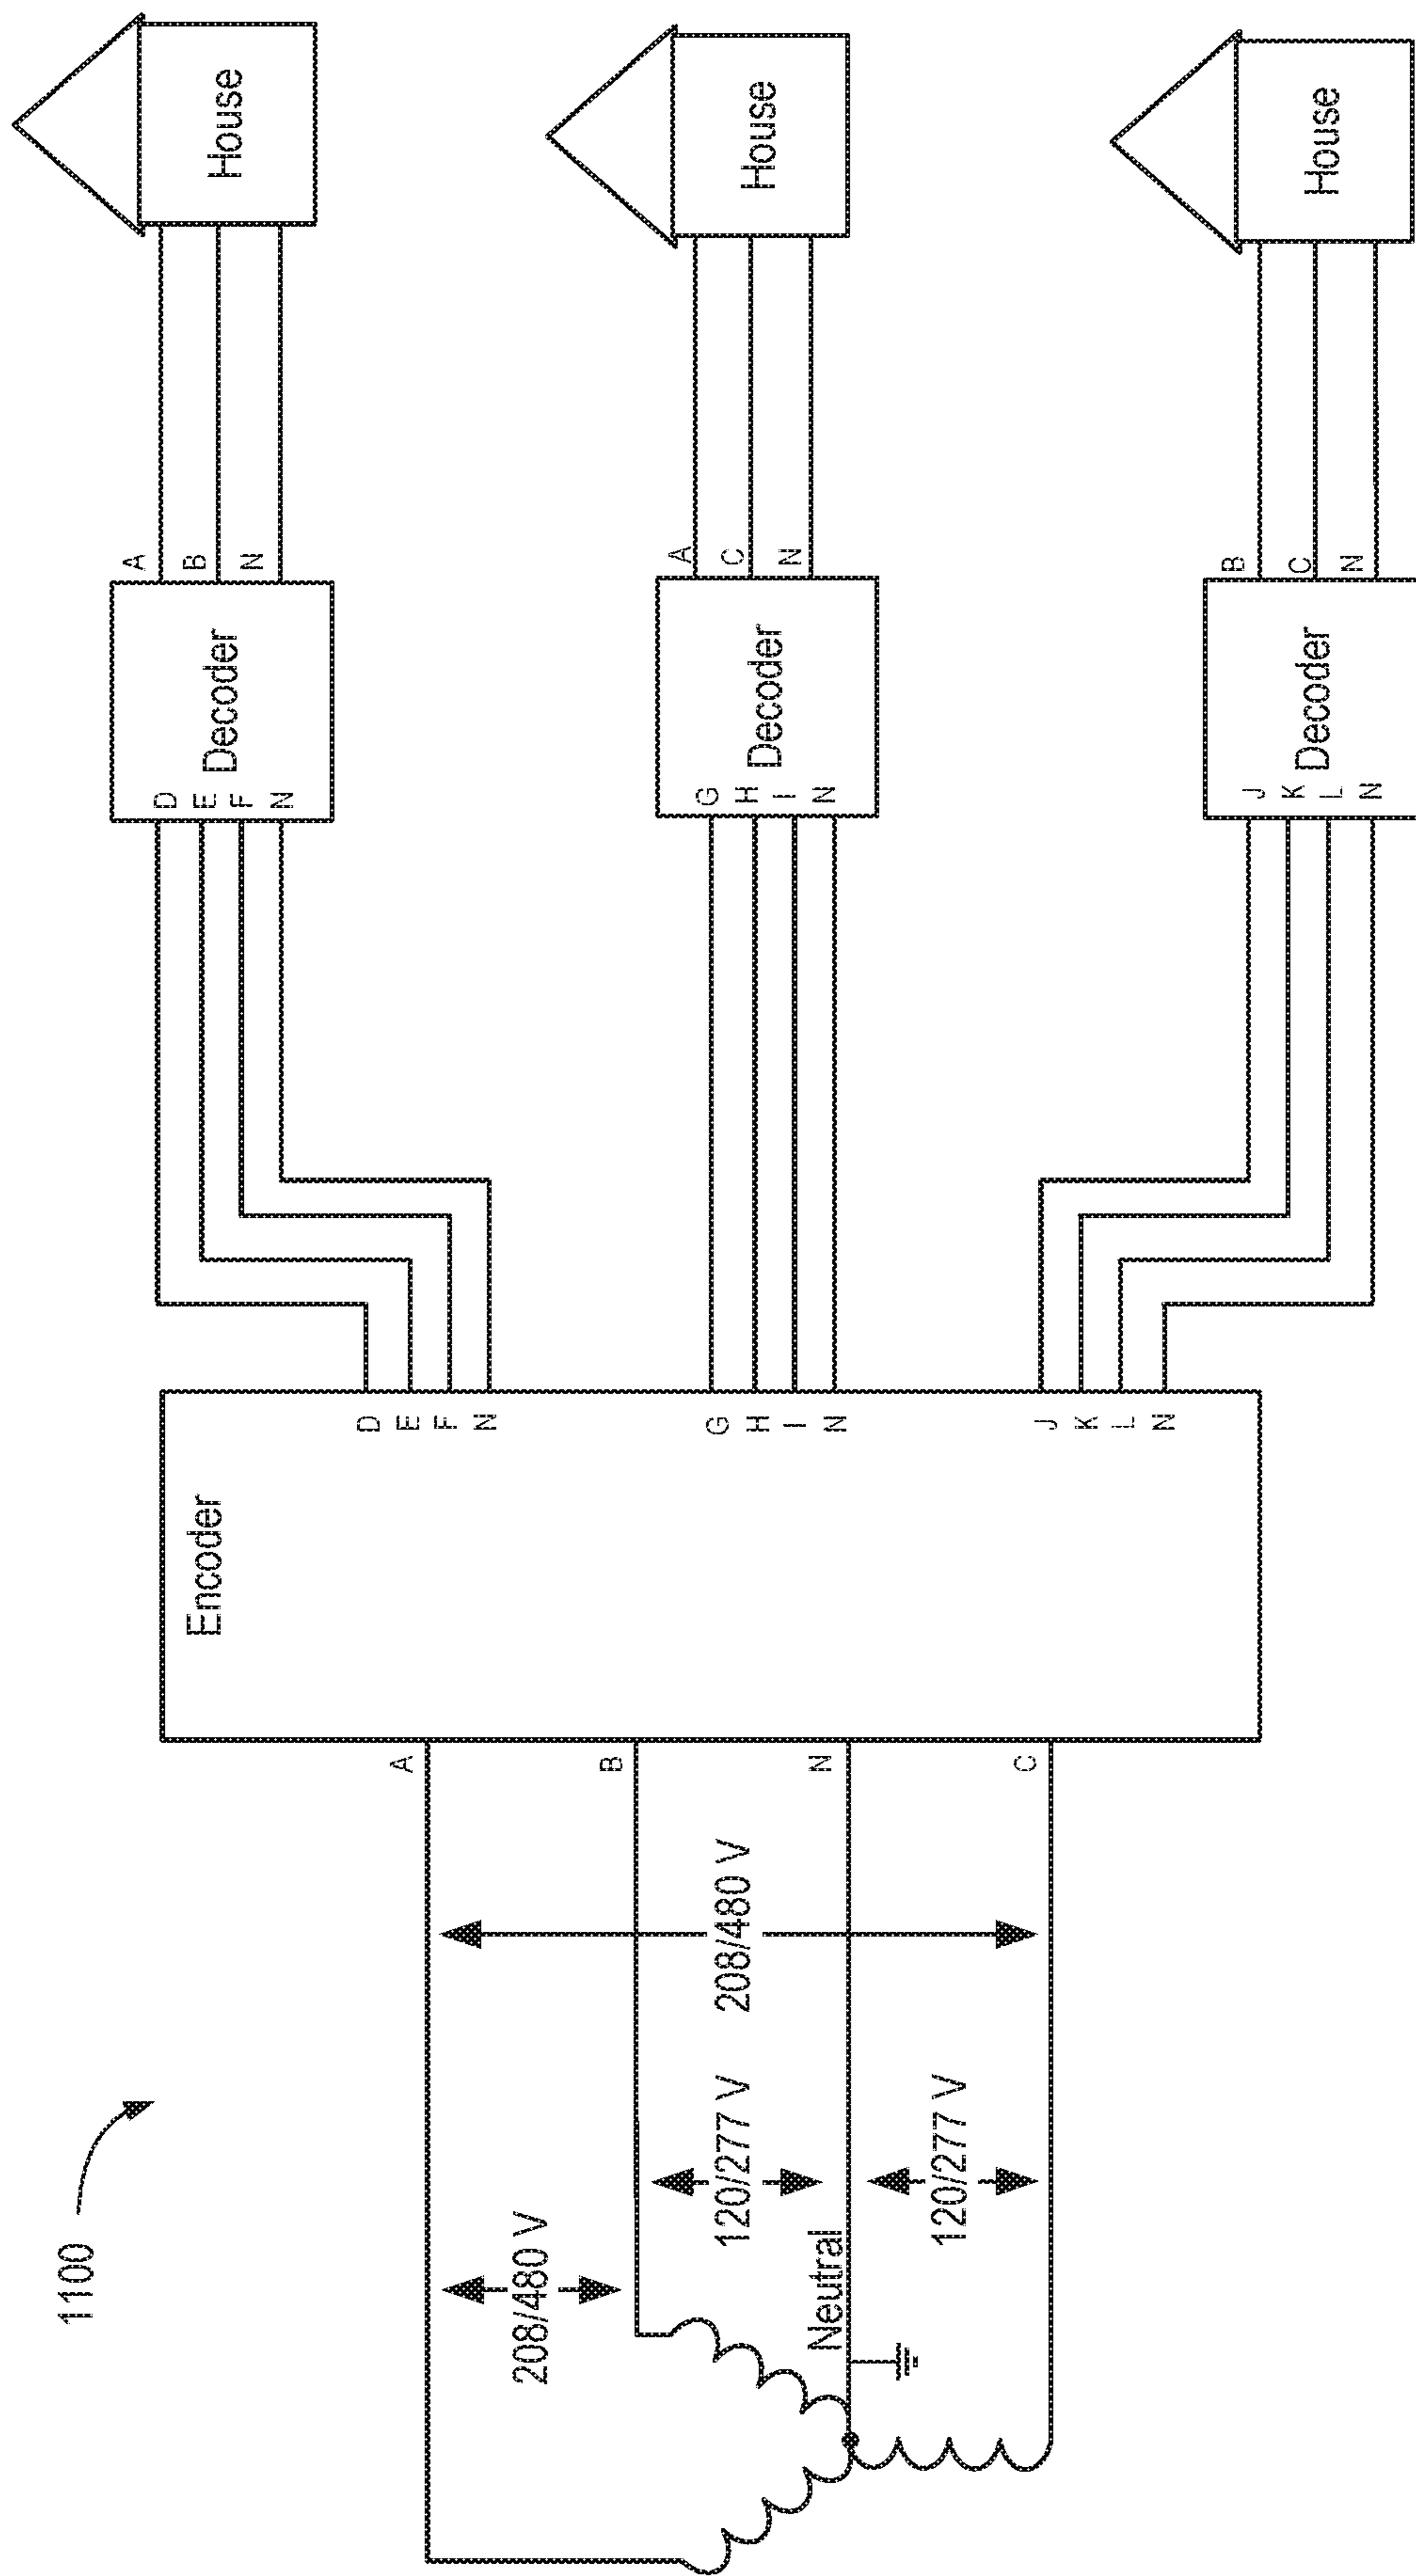 1100
208/480 V
120/277 V
Neutral
120/277 V
208/480 V
A
B
N
C
Encoder
D
E
F
N
G
H
I
N
J
K
L
N
D
E
F
N
Decoder
A
B
N
House
G
H
I
N
Decoder
A
C
N
House
J
K
L
N
Decoder
B
C
N
House